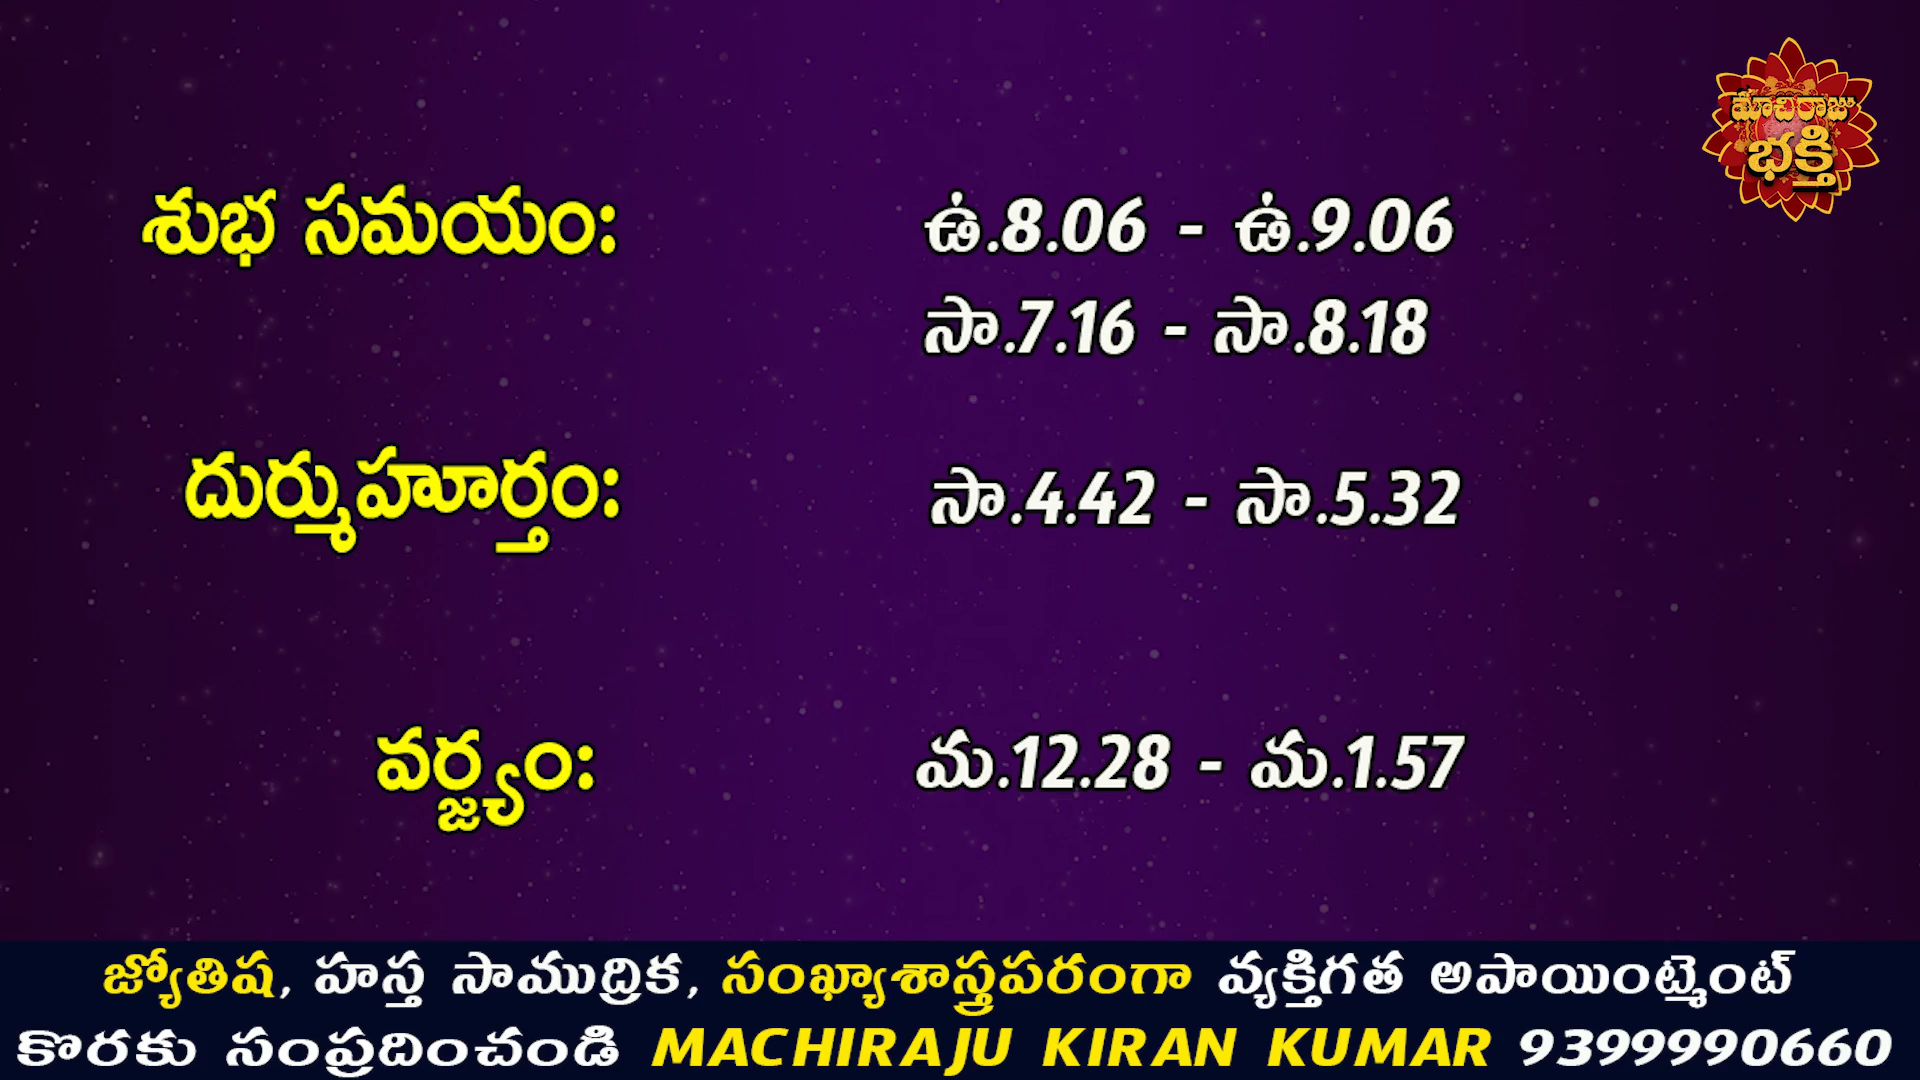 మాచిరాజు
భక్తి
శుభ సమయం: ఉ.8.06 - ఉ.9.06
సా.7.16 - సా.8.18
దుర్ముహూర్తం: సా.4.42 - సా.5.32
వర్జ్యం: మ.12.28 - మ.1.57
జ్యోతిష, హస్త సాముద్రిక, సంఖ్యాశాస్త్రపరంగా వ్యక్తిగత అపాయింట్మెంట్
కొరకు సంప్రదించండి MACHIRAJU KIRAN KUMAR 9399990660